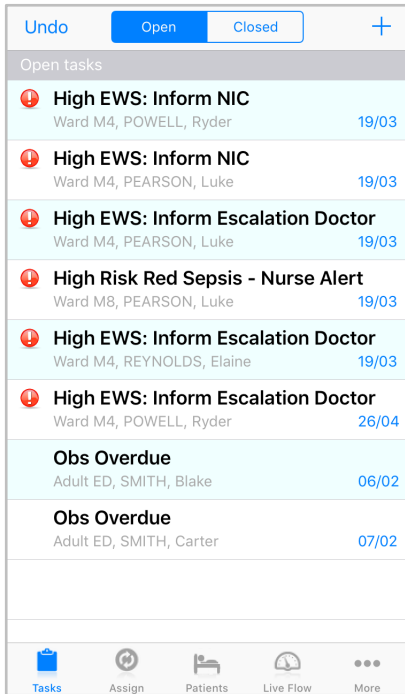 Undo Open Closed +
Open tasks
High EWS: Inform NIC
Ward M4, POWELL, Ryder 19/03
High EWS: Inform NIC
Ward M4, PEARSON, Luke 19/03
High EWS: Inform Escalation Doctor
Ward M4, PEARSON, Luke 19/03
High Risk Red Sepsis - Nurse Alert
Ward M8, PEARSON, Luke 19/03
High EWS: Inform Escalation Doctor
Ward M4, REYNOLDS, Elaine 19/03
High EWS: Inform Escalation Doctor
Ward M4, POWELL, Ryder 26/04
Obs Overdue
Adult ED, SMITH, Blake 06/02
Obs Overdue
Adult ED, SMITH, Carter 07/02
Tasks Assign Patients Live Flow More